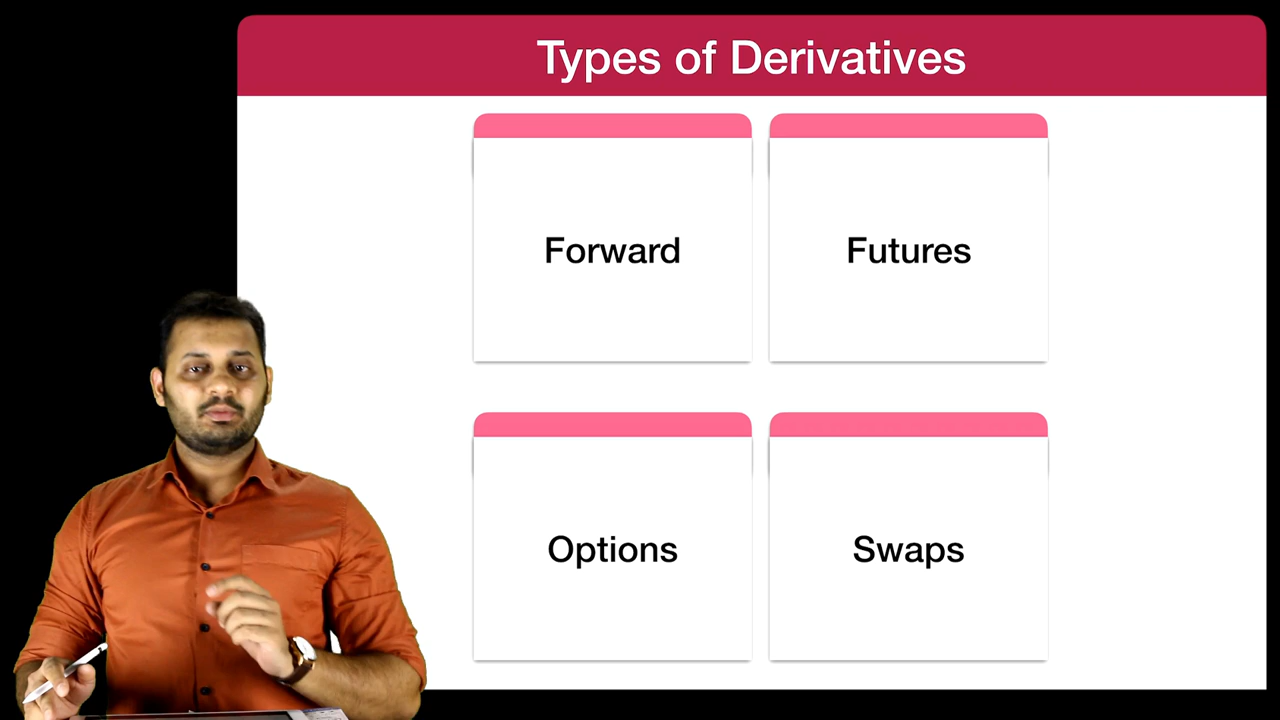 Types of Derivatives
Forward
Futures
Options
Swaps